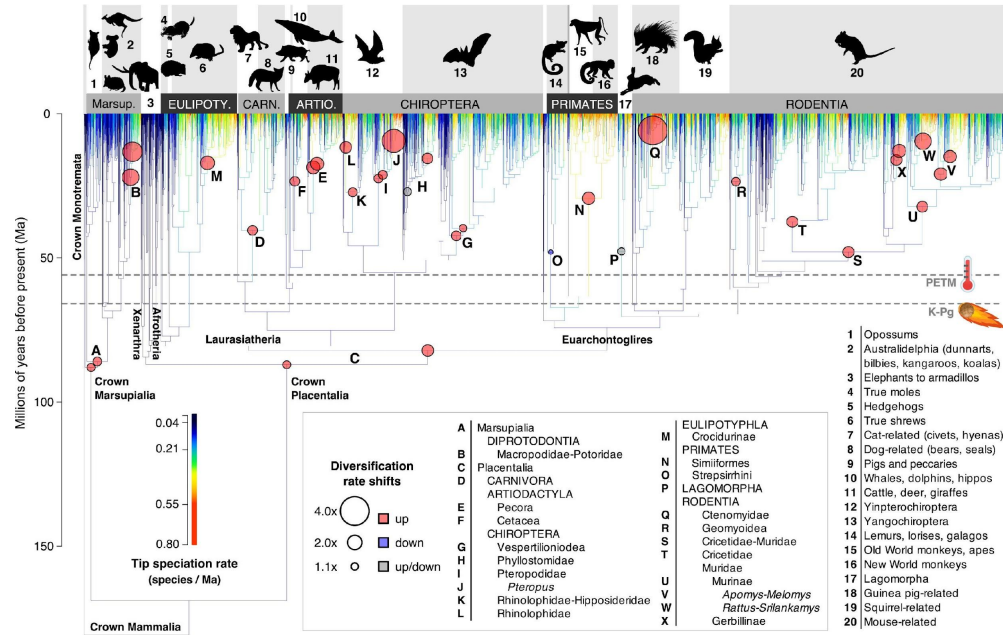 10
4
2
15
5
7
11
18
6
8
9
12
13
14
16
19
20
1
3
17
Marsup.
EULIPOTY.
CARN.
ARTIO.
CHIROPTERA
PRIMATES
RODENTIA
0
50
100
150
Millions of years before present (Ma)
Crown Monotremata
B
M
D
F
E
L
K
J
I
H
G
N
O
P
Q
R
T
S
X
W
V
U
PETM
K-Pg
Xenarthra
Afrotheria
Laurasiatheria
Euarchontoglires
A
C
Crown
Marsupialia
Crown
Placentalia
Crown Mammalia
0.04
0.21
0.55
0.80
Tip speciation rate
(species / Ma)
Diversification
rate shifts
4.0x
2.0x
1.1x
up
down
up/down
A Marsupialia
DIPROTODONTIA
B Macropodidae-Potoridae
C Placentalia
D CARNIVORA
ARTIODACTYLA
E Pecora
F Cetacea
CHIROPTERA
G Vespertilionoidea
H Phyllostomidae
I Pteropodidae
J Pteropus
K Rhinolophidae-Hipposideridae
L Rhinolophidae
EULIPOTYPHLA
M Crocidurinae
PRIMATES
N Simiiformes
O Strepsirrhini
P LAGOMORPHA
RODENTIA
Q Ctenomyidae
R Geomyoidea
S Cricetidae-Muridae
T Cricetidae
Muridae
U Murinae
V Apomys-Melomys
W Rattus-Srilankamys
X Gerbillinae
1 Opossums
2 Australidelphia (dunnarts,
bilbies, kangaroos, koalas)
3 Elephants to armadillos
4 True moles
5 Hedgehogs
6 True shrews
7 Cat-related (civets, hyenas)
8 Dog-related (bears, seals)
9 Pigs and peccaries
10 Whales, dolphins, hippos
11 Cattle, deer, giraffes
12 Yinpterochiroptera
13 Yangochiroptera
14 Lemurs, lorises, galagos
15 Old World monkeys, apes
16 New World monkeys
17 Lagomorpha
18 Guinea pig-related
19 Squirrel-related
20 Mouse-related